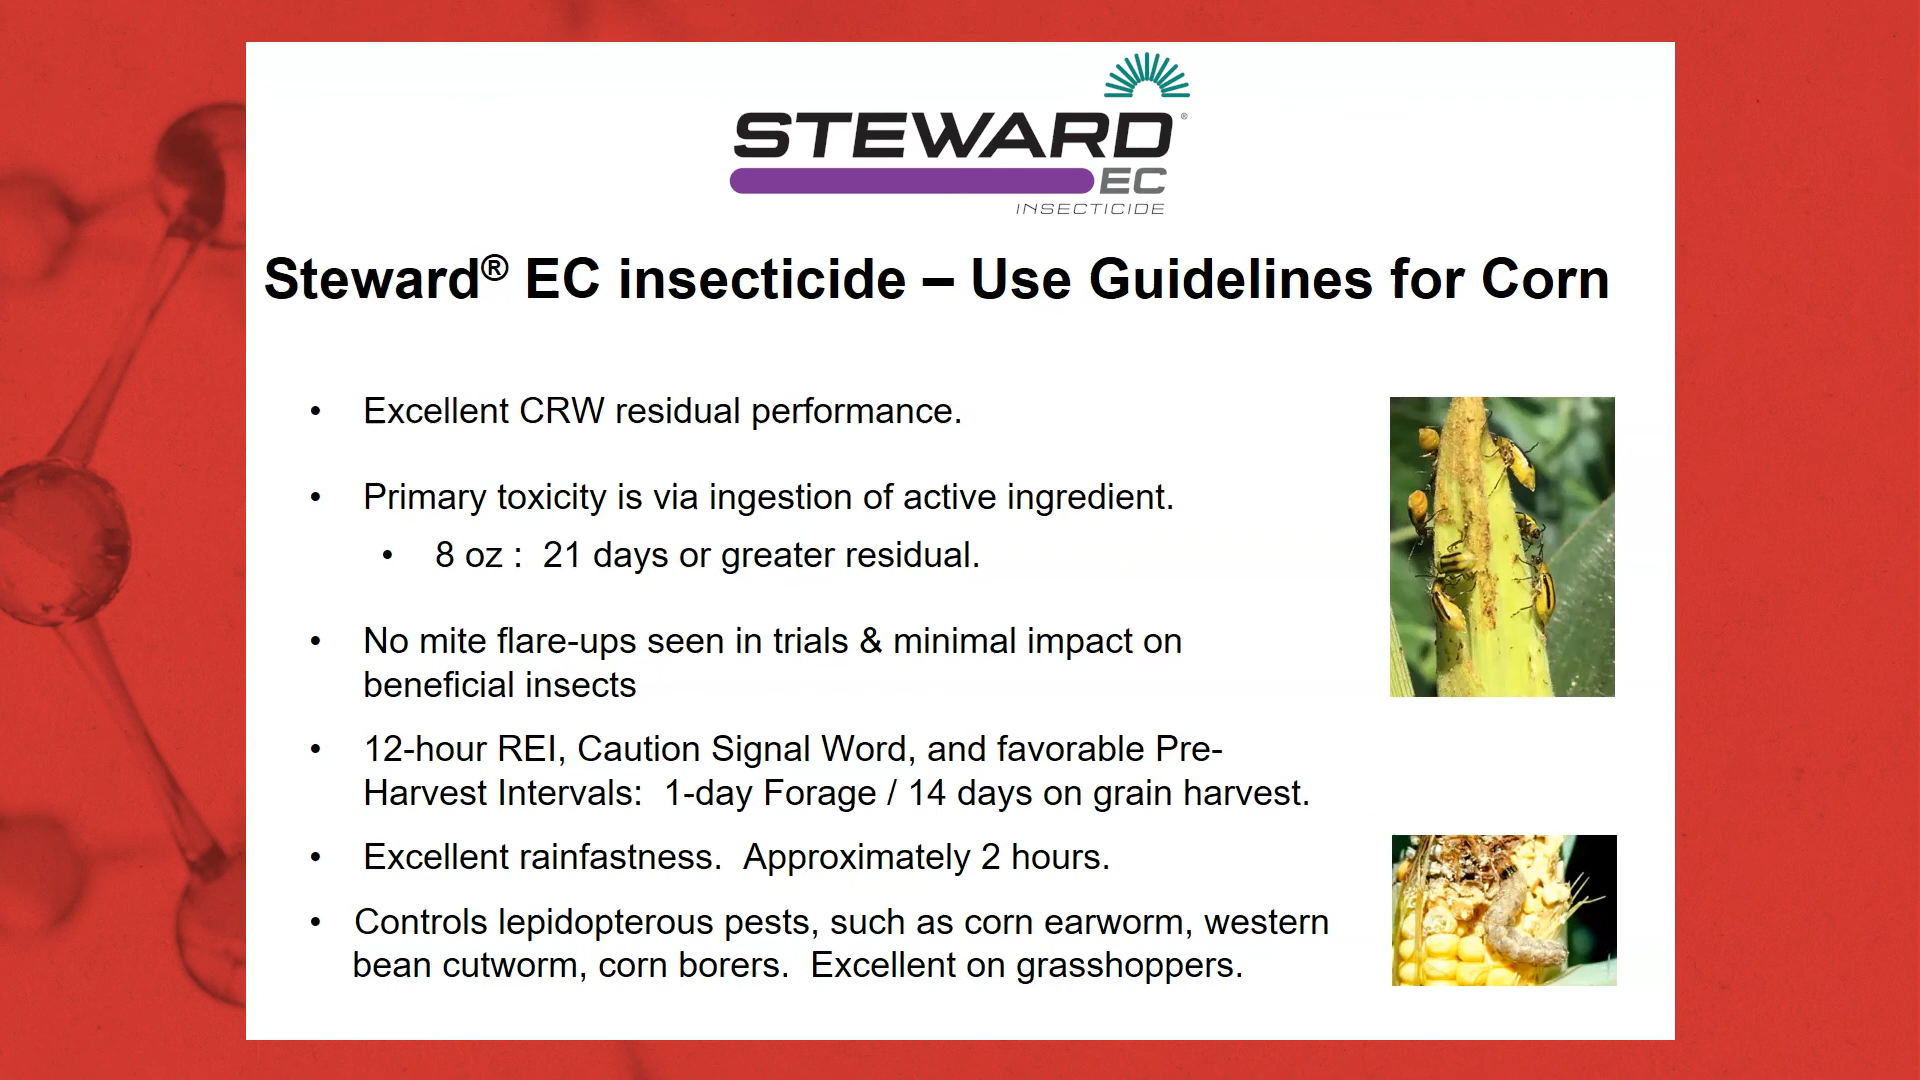 STEWARD®
EC
INSECTICIDE
Steward® EC insecticide – Use Guidelines for Corn
• Excellent CRW residual performance.
• Primary toxicity is via ingestion of active ingredient.
• 8 oz : 21 days or greater residual.
• No mite flare-ups seen in trials & minimal impact on
beneficial insects
• 12-hour REI, Caution Signal Word, and favorable Pre-
Harvest Intervals: 1-day Forage / 14 days on grain harvest.
• Excellent rainfastness. Approximately 2 hours.
• Controls lepidopterous pests, such as corn earworm, western
bean cutworm, corn borers. Excellent on grasshoppers.